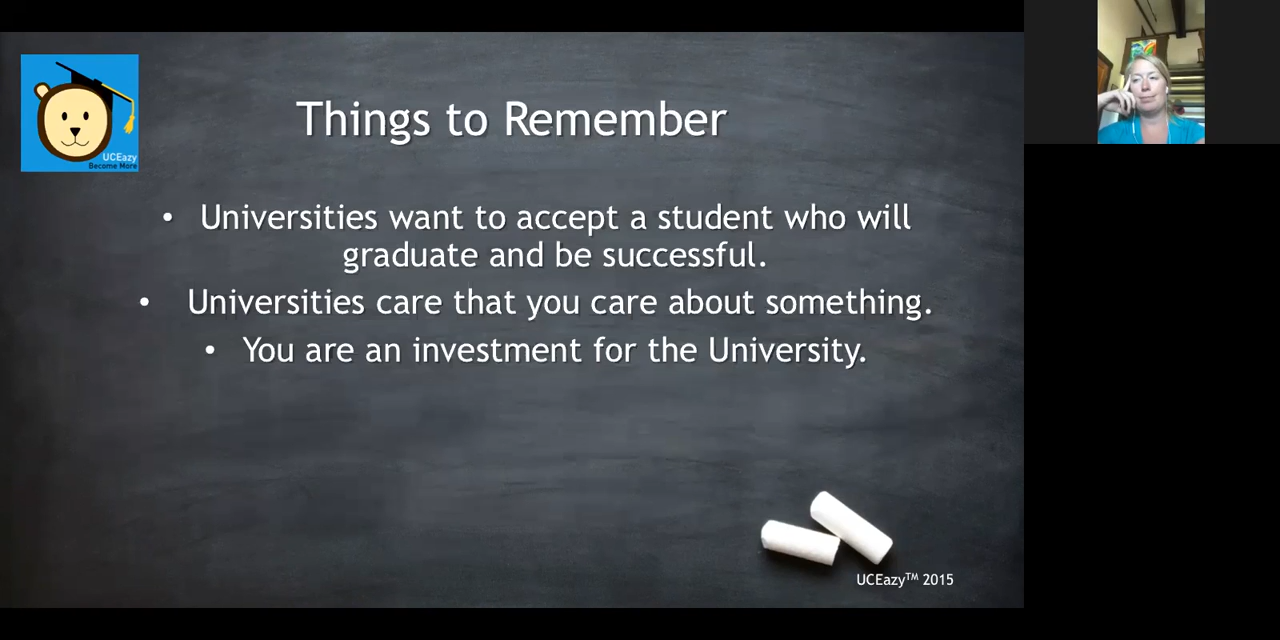 UCEazy
Become More
Things to Remember
• Universities want to accept a student who will
graduate and be successful.
• Universities care that you care about something.
• You are an investment for the University.
UCEazy™ 2015